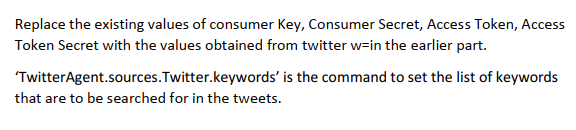 Replace the existing values of consumer Key, Consumer Secret, Access Token, Access
Token Secret with the values obtained from twitter w=in the earlier part.
‘TwitterAgent.sources.Twitter.keywords’ is the command to set the list of keywords
that are to be searched for in the tweets.